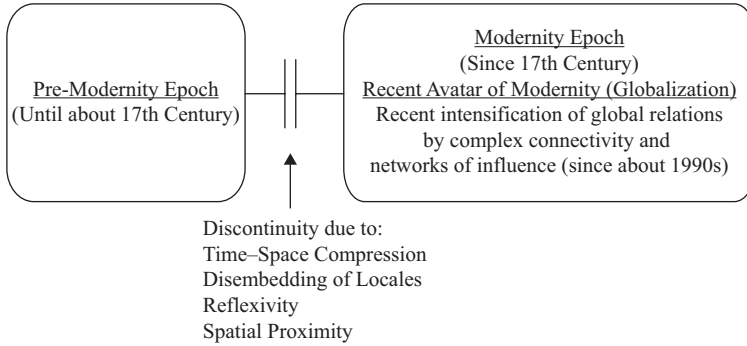 Pre-Modernity Epoch
(Until about 17th Century)
Modernity Epoch
(Since 17th Century)
Recent Avatar of Modernity (Globalization)
Recent intensification of global relations
by complex connectivity and
networks of influence (since about 1990s)
Discontinuity due to:
Time–Space Compression
Disembedding of Locales
Reflexivity
Spatial Proximity